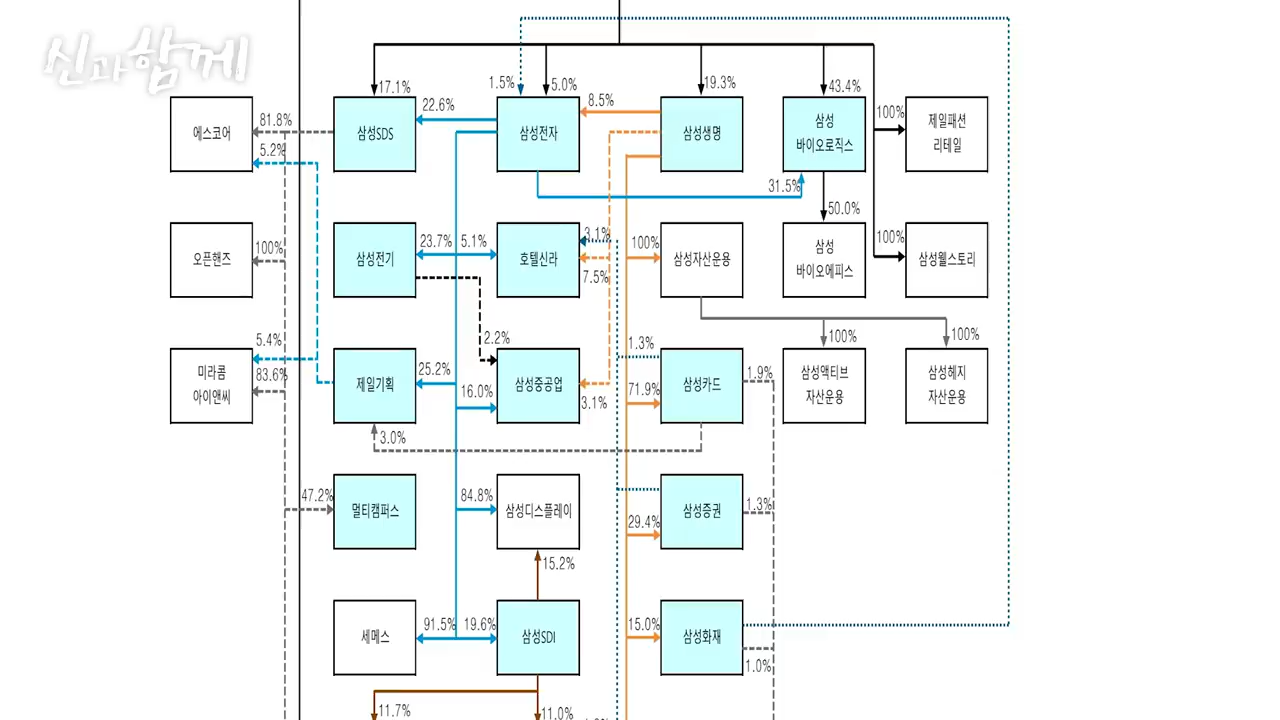 신과함께
17.1%
1.5%
5.0%
19.3%
43.4%
에스코어
81.8%
5.2%
삼성SDS
22.6%
삼성전자
8.5%
삼성생명
삼성
바이오로직스
100%
제일패션
리테일
31.5%
50.0%
오픈핸즈
100%
삼성전기
23.7%
5.1%
호텔신라
3.1%
7.5%
100%
삼성자산운용
삼성
바이오에피스
100%
삼성웰스토리
미라콤
아이앤씨
5.4%
83.6%
제일기획
25.2%
16.0%
2.2%
삼성중공업
3.1%
1.3%
71.9%
삼성카드
1.9%
100%
삼성액티브
자산운용
100%
삼성헤지
자산운용
3.0%
47.2%
멀티캠퍼스
84.8%
삼성디스플레이
29.4%
삼성증권
1.3%
15.2%
세메스
91.5%
19.6%
삼성SDI
15.0%
삼성화재
1.0%
11.7%
11.0%